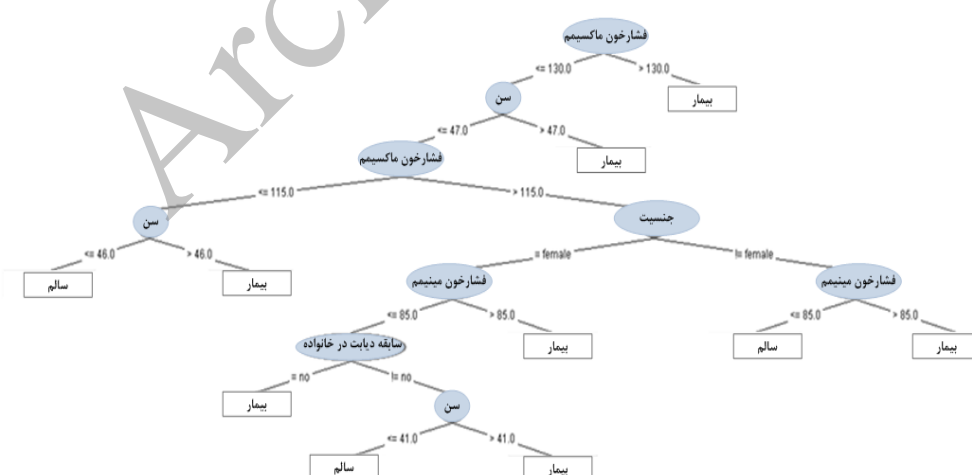 Arc
فشارخون ماکسیمم
<= 130.0 > 130.0
سن
بیمار
<= 47.0 > 47.0
فشارخون ماکسیمم
بیمار
<= 115.0 > 115.0
سن
جنسیت
<= 46.0 > 46.0
= female != female
سالم
بیمار
فشارخون مینیمم
فشارخون مینیمم
<= 85.0 > 85.0
<= 85.0 > 85.0
سابقه دیابت در خانواده
بیمار
سالم
بیمار
= no != no
بیمار
سن
<= 41.0 > 41.0
سالم
بیمار